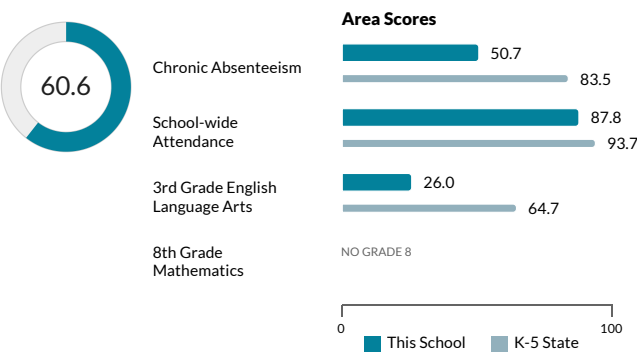 Area Scores
60.6
Chronic Absenteeism
50.7
83.5
School-wide
Attendance
87.8
93.7
3rd Grade English
Language Arts
26.0
64.7
8th Grade
Mathematics
NO GRADE 8
0
100
This School
K-5 State